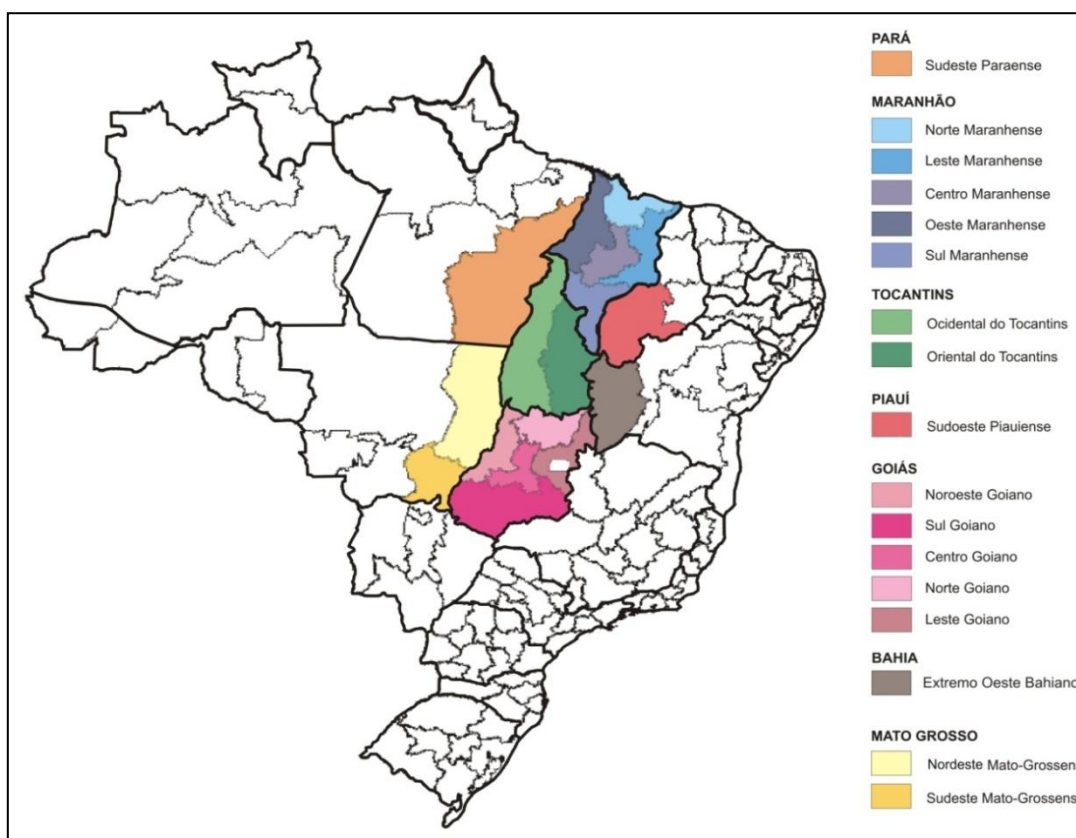 PARÁ
Sudeste Paraense
MARANHÃO
Norte Maranhense
Leste Maranhense
Centro Maranhense
Oeste Maranhense
Sul Maranhense
TOCANTINS
Ocidental do Tocantins
Oriental do Tocantins
PIAUÍ
Sudoeste Piauiense
GOIÁS
Noroeste Goiano
Sul Goiano
Centro Goiano
Norte Goiano
Leste Goiano
BAHIA
Extremo Oeste Bahiano
MATO GROSSO
Nordeste Mato-Grossens
Sudeste Mato-Grossens